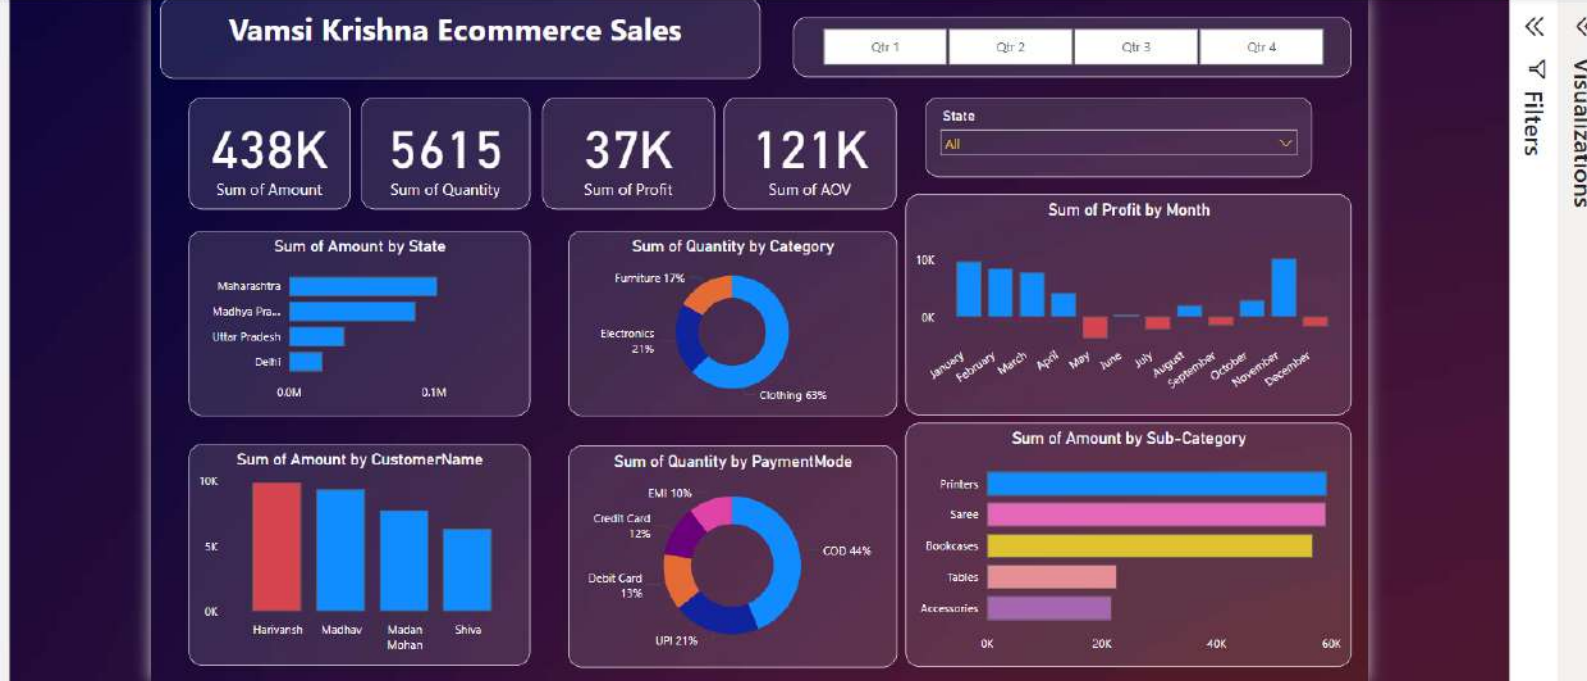 Vamsi Krishna Ecommerce Sales
Qtr 1
Qtr 2
Qtr 3
Qtr 4
Filters
Visualizations
438K
Sum of Amount
5615
Sum of Quantity
37K
Sum of Profit
121K
Sum of AOV
State
All
Sum of Amount by State
Maharashtra
Madhya Pra...
Uttar Pradesh
Delhi
0.0M
0.1M
Sum of Quantity by Category
Furniture 17%
Electronics
21%
Clothing 63%
Sum of Profit by Month
10K
0K
January
February
March
April
May
June
July
August
September
October
November
December
Sum of Amount by CustomerName
10K
5K
0K
Harivansh
Madhav
Madan
Mohan
Shiva
Sum of Quantity by PaymentMode
EMI 10%
Credit Card
12%
COD 44%
Debit Card
13%
UPI 21%
Sum of Amount by Sub-Category
Printers
Saree
Bookcases
Tables
Accessories
0K
20K
40K
60K